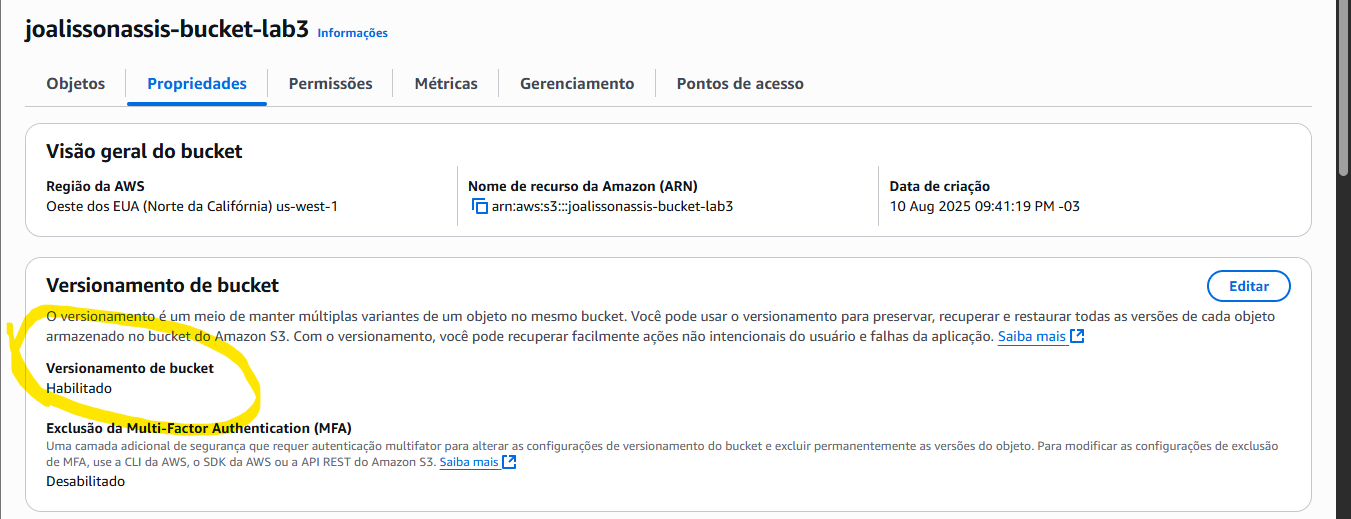 joalissonassis-bucket-lab3 Informações
Objetos Propriedades Permissões Métricas Gerenciamento Pontos de acesso
Visão geral do bucket
Região da AWS
Oeste dos EUA (Norte da Califórnia) us-west-1
Nome de recurso da Amazon (ARN)
arn:aws:s3:::joalissonassis-bucket-lab3
Data de criação
10 Aug 2025 09:41:19 PM -03
Versionamento de bucket
Editar
O versionamento é um meio de manter múltiplas variantes de um objeto no mesmo bucket. Você pode usar o versionamento para preservar, recuperar e restaurar todas as versões de cada objeto
armazenado no bucket do Amazon S3. Com o versionamento, você pode recuperar facilmente ações não intencionais do usuário e falhas da aplicação. Saiba mais
Versionamento de bucket
Habilitado
Exclusão da Multi-Factor Authentication (MFA)
Uma camada adicional de segurança que requer autenticação multifator para alterar as configurações de versionamento do bucket e excluir permanentemente as versões do objeto. Para modificar as configurações de exclusão
de MFA, use a CLI da AWS, o SDK da AWS ou a API REST do Amazon S3. Saiba mais
Desabilitado